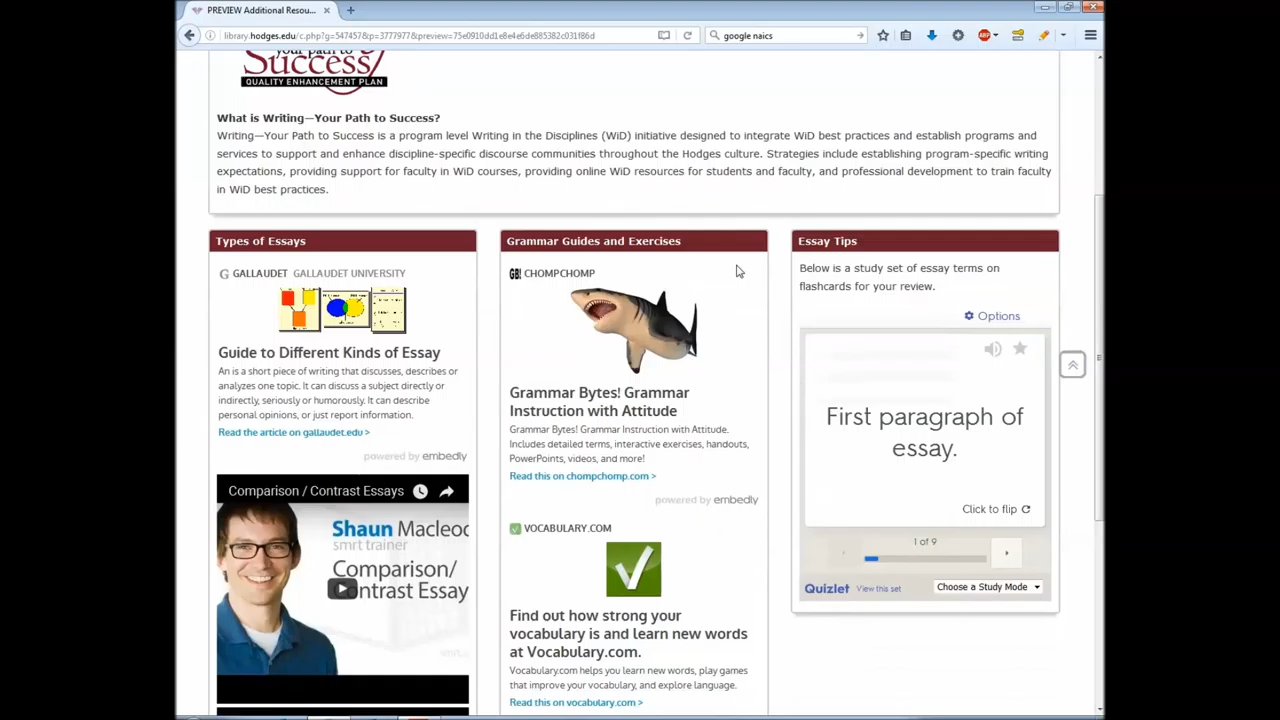 PREVIEW Additional Resou...
library.hodges.edu/c.php?g=547457&p=3777977&preview=75e0910dd1e8e4e6de885382c031f86d
google naics
ABP
your path to
Success
QUALITY ENHANCEMENT PLAN
What is Writing—Your Path to Success?
Writing—Your Path to Success is a program level Writing in the Disciplines (WiD) initiative designed to integrate WiD best practices and establish programs and
services to support and enhance discipline-specific discourse communities throughout the Hodges culture. Strategies include establishing program-specific writing
expectations, providing support for faculty in WiD courses, providing online WiD resources for students and faculty, and professional development to train faculty
in WiD best practices.
Types of Essays
G GALLAUDET GALLAUDET UNIVERSITY
Guide to Different Kinds of Essay
An is a short piece of writing that discusses, describes or
analyzes one topic. It can discuss a subject directly or
indirectly, seriously or humorously. It can describe
personal opinions, or just report information.
Read the article on gallaudet.edu >
powered by embedly
Comparison / Contrast Essays
Shaun Macleod
smrt trainer
Comparison/
Contrast Essay
Grammar Guides and Exercises
GB! CHOMPCHOMP
Grammar Bytes! Grammar
Instruction with Attitude
Grammar Bytes! Grammar Instruction with Attitude.
Includes detailed terms, interactive exercises, handouts,
PowerPoints, videos, and more!
Read this on chompchomp.com >
powered by embedly
VOCABULARY.COM
Find out how strong your
vocabulary is and learn new words
at Vocabulary.com.
Vocabulary.com helps you learn new words, play games
that improve your vocabulary, and explore language.
Read this on vocabulary.com >
Essay Tips
Below is a study set of essay terms on
flashcards for your review.
Options
First paragraph of
essay.
Click to flip
1 of 9
Quizlet View this set Choose a Study Mode